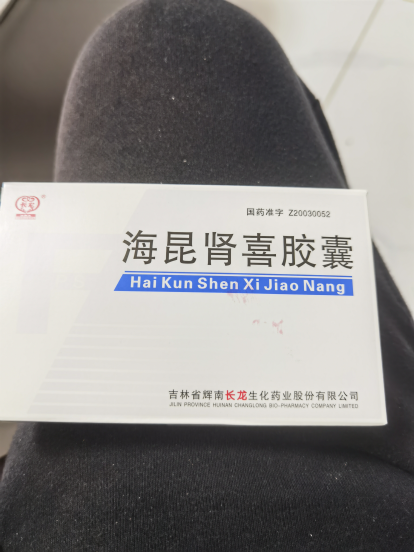 长龙
国药准字 Z20030052
海昆肾喜胶囊
Hai Kun Shen Xi Jiao Nang
吉林省辉南长龙生化药业股份有限公司
JILIN PROVINCE HUINAN CHANGLONG BIO-PHARMACY COMPANY LIMITED